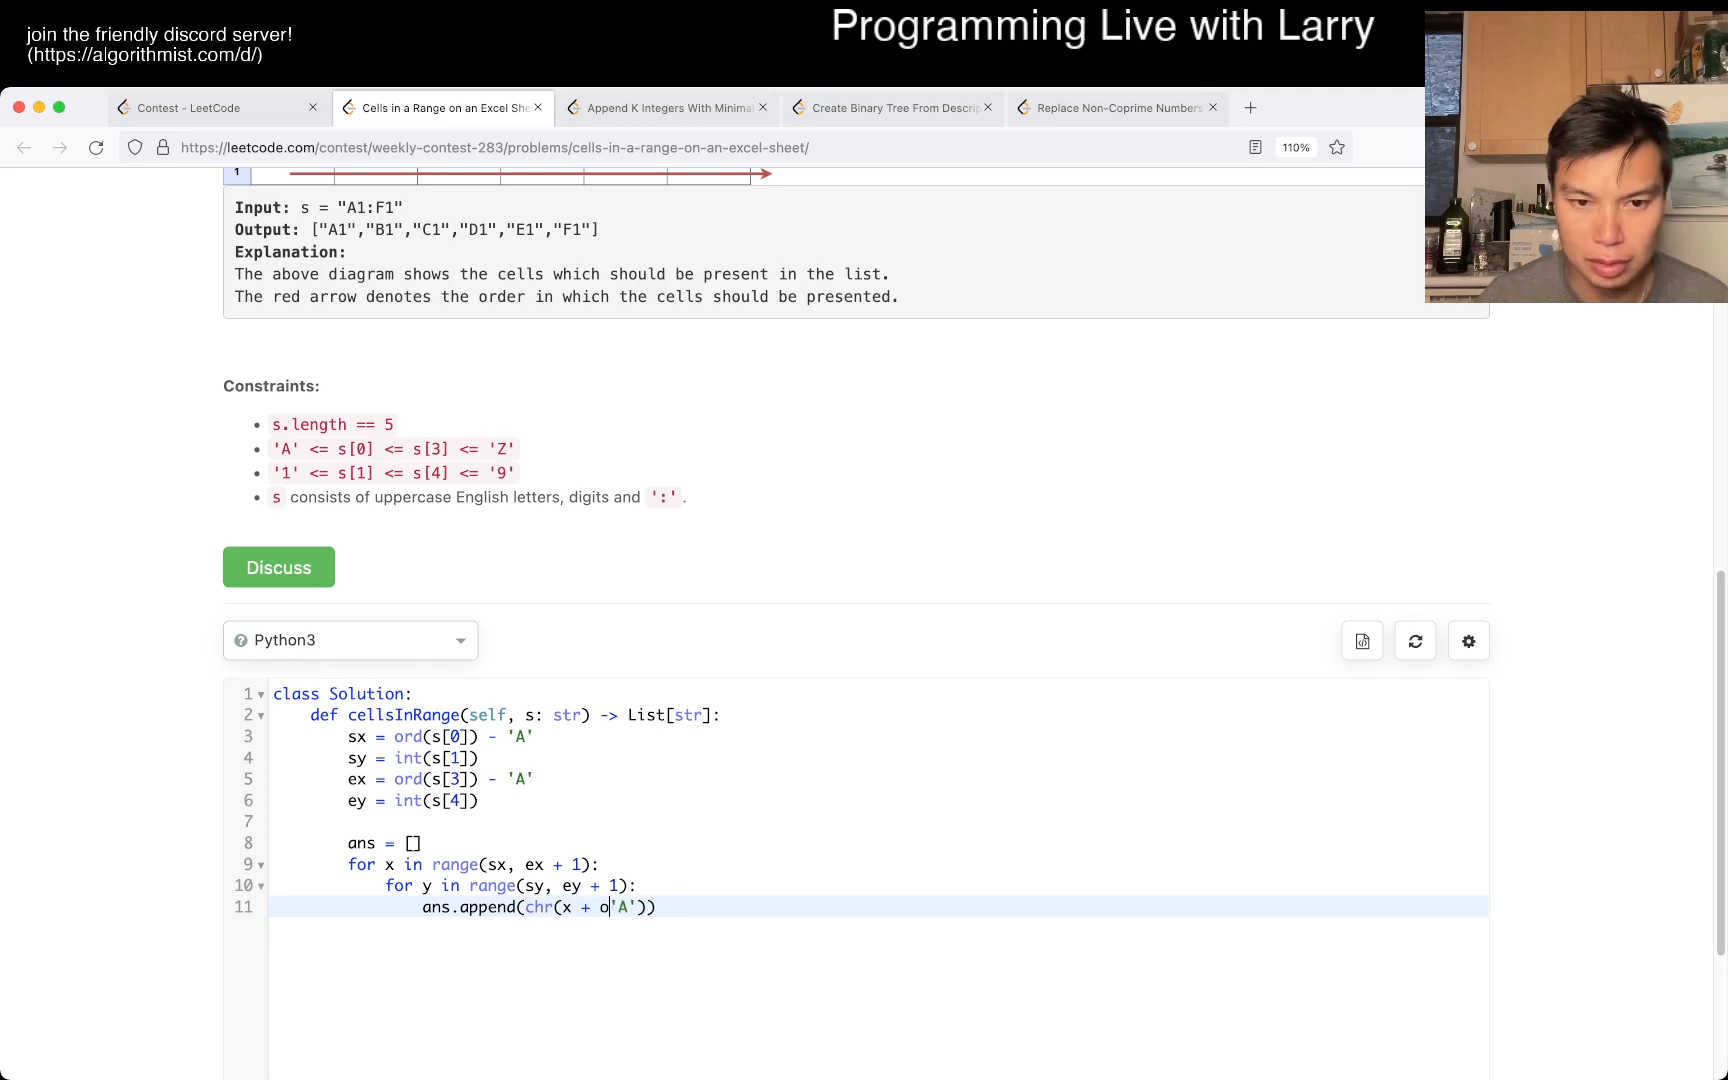 join the friendly discord server!
(https://algorithmist.com/d/)
Programming Live with Larry
Contest - LeetCode
Cells in a Range on an Excel She
Append K Integers With Minimal
Create Binary Tree From Descrip
Replace Non-Coprime Numbers
https://leetcode.com/contest/weekly-contest-283/problems/cells-in-a-range-on-an-excel-sheet/
110%
1
Input: s = "A1:F1"
Output: ["A1","B1","C1","D1","E1","F1"]
Explanation:
The above diagram shows the cells which should be present in the list.
The red arrow denotes the order in which the cells should be presented.
Constraints:
s.length == 5
'A' <= s[0] <= s[3] <= 'Z'
'1' <= s[1] <= s[4] <= '9'
s consists of uppercase English letters, digits and ':'.
Discuss
Python3
1 class Solution:
2 def cellsInRange(self, s: str) -> List[str]:
3 sx = ord(s[0]) - 'A'
4 sy = int(s[1])
5 ex = ord(s[3]) - 'A'
6 ey = int(s[4])
7
8 ans = []
9 for x in range(sx, ex + 1):
10 for y in range(sy, ey + 1):
11 ans.append(chr(x + o'A'))